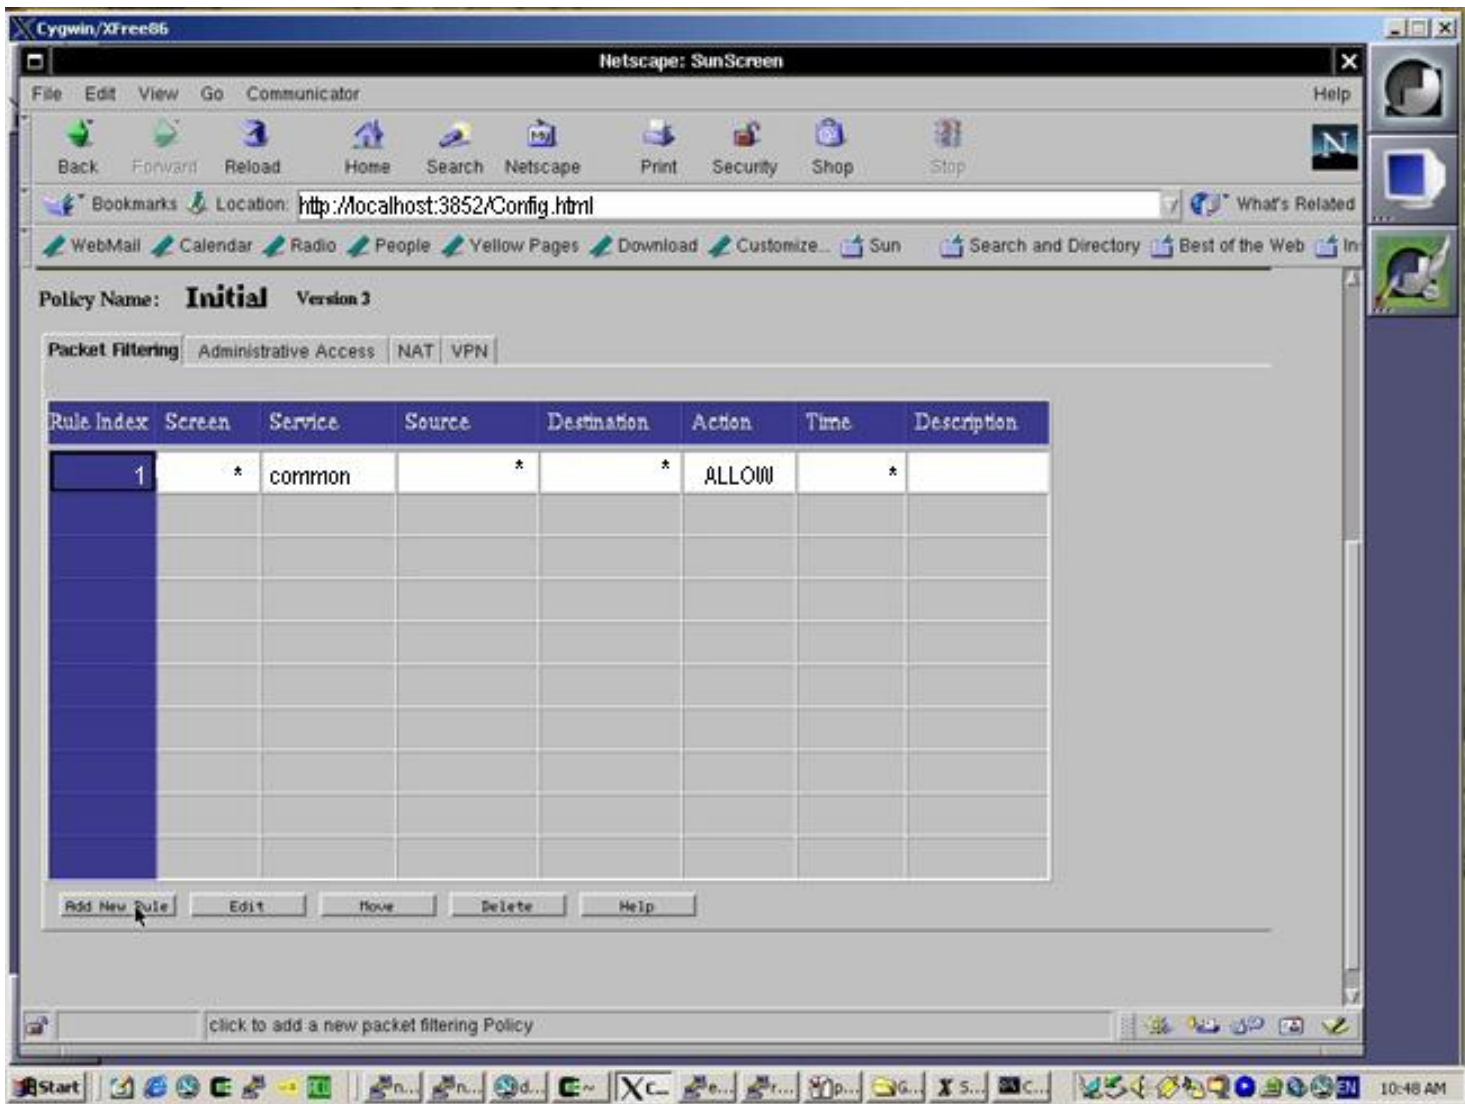 Cygwin/XFree86
Netscape: SunScreen
File Edit View Go Communicator Help
Back Forward Reload Home Search Netscape Print Security Shop Stop
Bookmarks Location: http://localhost:3852/Config.html What's Related
WebMail Calendar Radio People Yellow Pages Download Customize... Sun Search and Directory Best of the Web In
Policy Name: Initial Version 3
Packet Filtering Administrative Access NAT VPN
Rule Index Screen Service Source Destination Action Time Description
1 * common * * ALLOW *
Add New Rule Edit Move Delete Help
click to add a new packet filtering Policy
Start n... n... d... ~ C... e... r... p... G... S... C... EN 10:48 AM